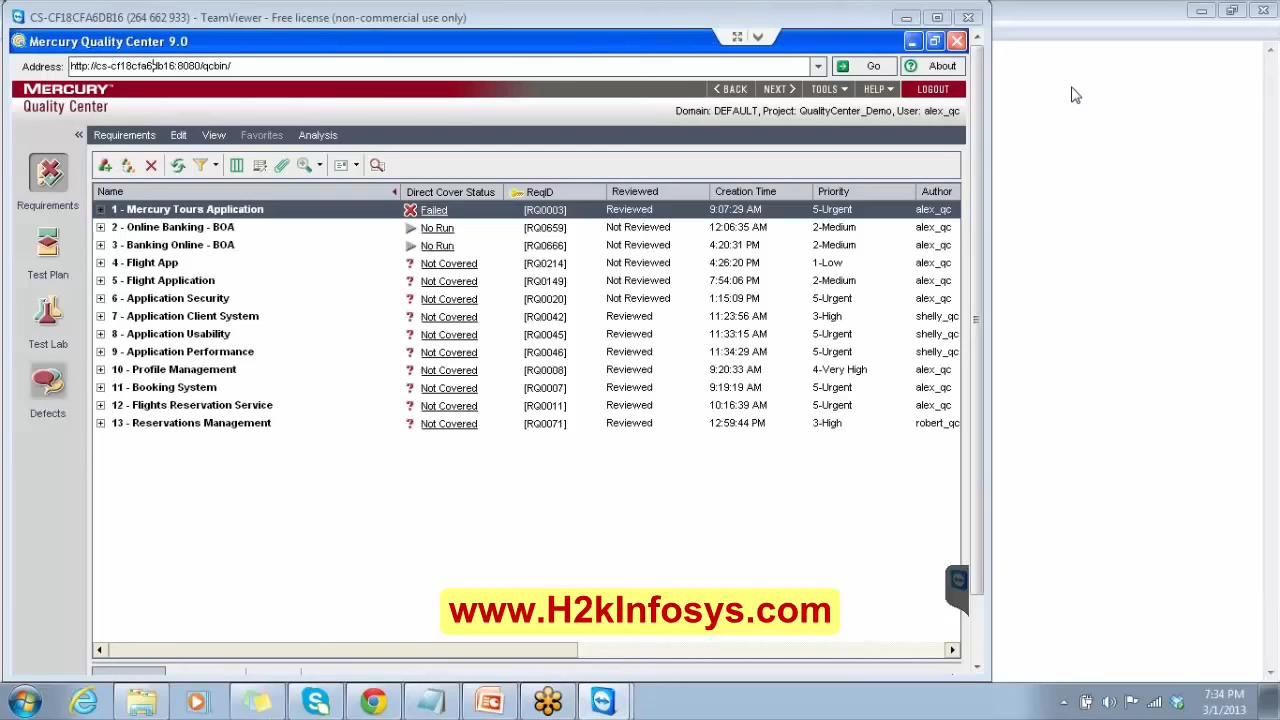 CS-CF18CFA6DB16 (264 662 933) - TeamViewer - Free license (non-commercial use only)
Mercury Quality Center 9.0
Address: http://cs-cf18cfa6db16:8080/qcbin/ Go About
MERCURY BACK NEXT TOOLS HELP LOGOUT
Quality Center Domain: DEFAULT, Project: QualityCenter_Demo, User: alex_qc
Requirements Edit View Favorites Analysis
Name Direct Cover Status ReqID Reviewed Creation Time Priority Author
1 - Mercury Tours Application Failed [RQ0003] Reviewed 9:07:29 AM 5-Urgent alex_qc
2 - Online Banking - BOA No Run [RQ0659] Not Reviewed 12:06:35 AM 2-Medium alex_qc
3 - Banking Online - BOA No Run [RQ0666] Not Reviewed 4:20:31 PM 2-Medium alex_qc
4 - Flight App Not Covered [RQ0214] Not Reviewed 4:26:20 PM 1-Low alex_qc
5 - Flight Application Not Covered [RQ0149] Not Reviewed 7:54:06 PM 2-Medium alex_qc
6 - Application Security Not Covered [RQ0020] Not Reviewed 1:15:09 PM 5-Urgent alex_qc
7 - Application Client System Not Covered [RQ0042] Reviewed 11:23:56 AM 3-High shelly_qc
8 - Application Usability Not Covered [RQ0045] Reviewed 11:33:15 AM 5-Urgent shelly_qc
9 - Application Performance Not Covered [RQ0046] Reviewed 11:34:29 AM 5-Urgent shelly_qc
10 - Profile Management Not Covered [RQ0008] Reviewed 9:20:33 AM 4-Very High alex_qc
11 - Booking System Not Covered [RQ0007] Reviewed 9:19:19 AM 5-Urgent alex_qc
12 - Flights Reservation Service Not Covered [RQ0011] Reviewed 10:16:39 AM 5-Urgent alex_qc
13 - Reservations Management Not Covered [RQ0071] Reviewed 12:59:44 PM 3-High robert_qc
Requirements
Test Plan
Test Lab
Defects
www.H2kInfosys.com
7:34 PM
3/1/2013